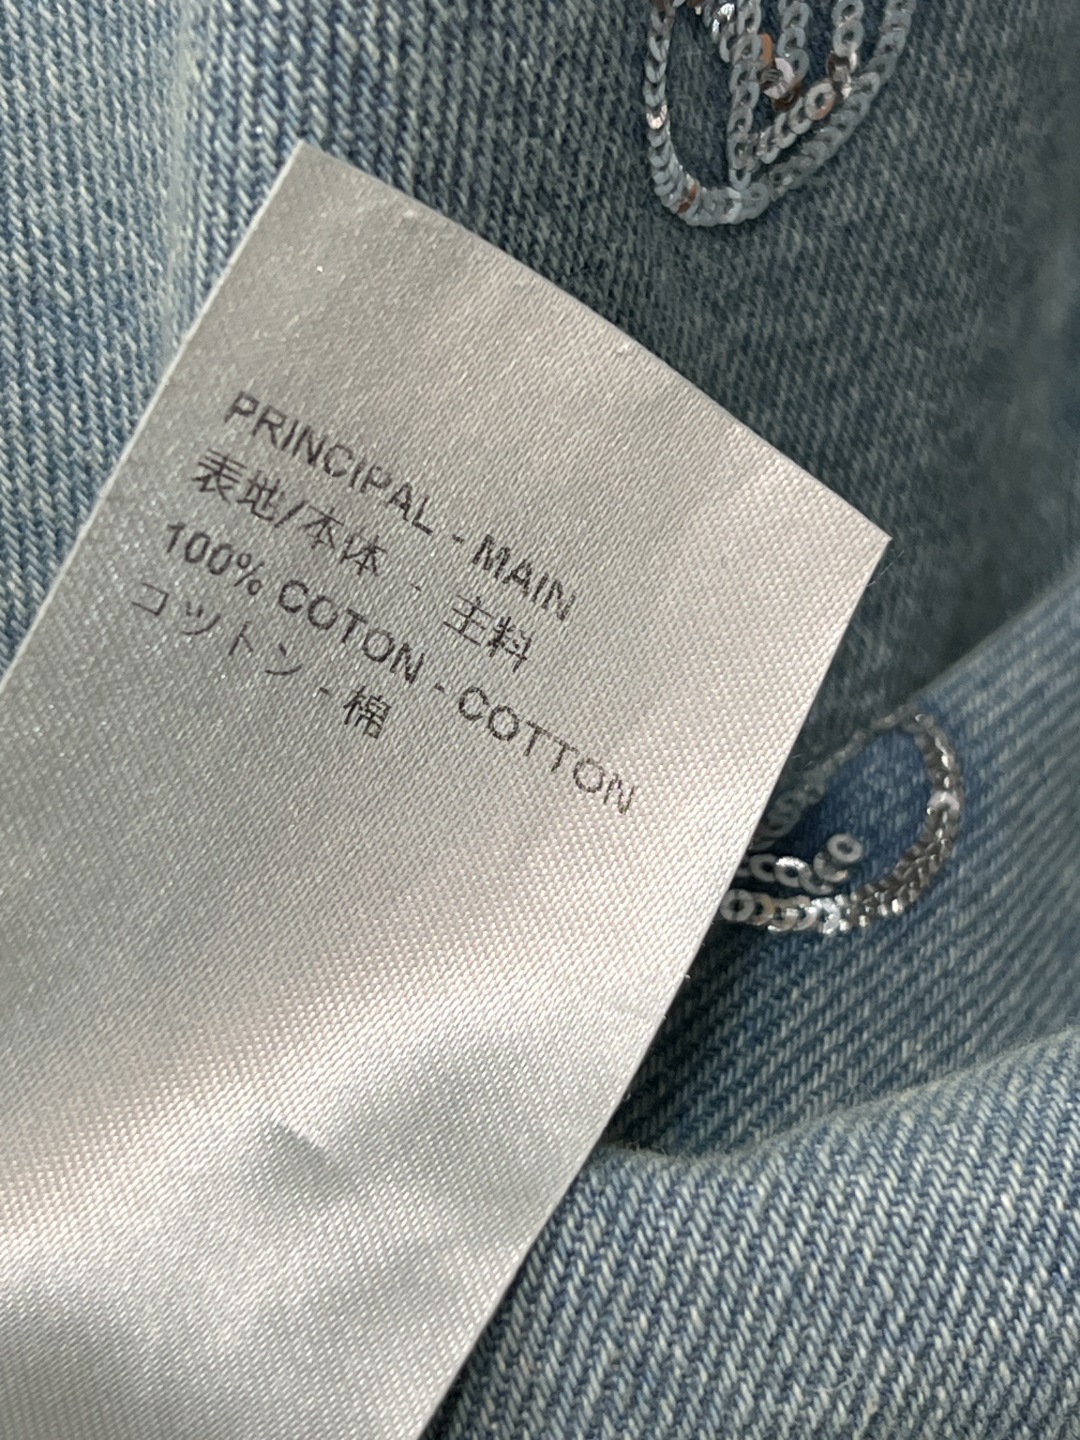 PRINCIPAL - MAIN
表地/本体 - 主料
100% COTON - COTTON
コットン - 棉